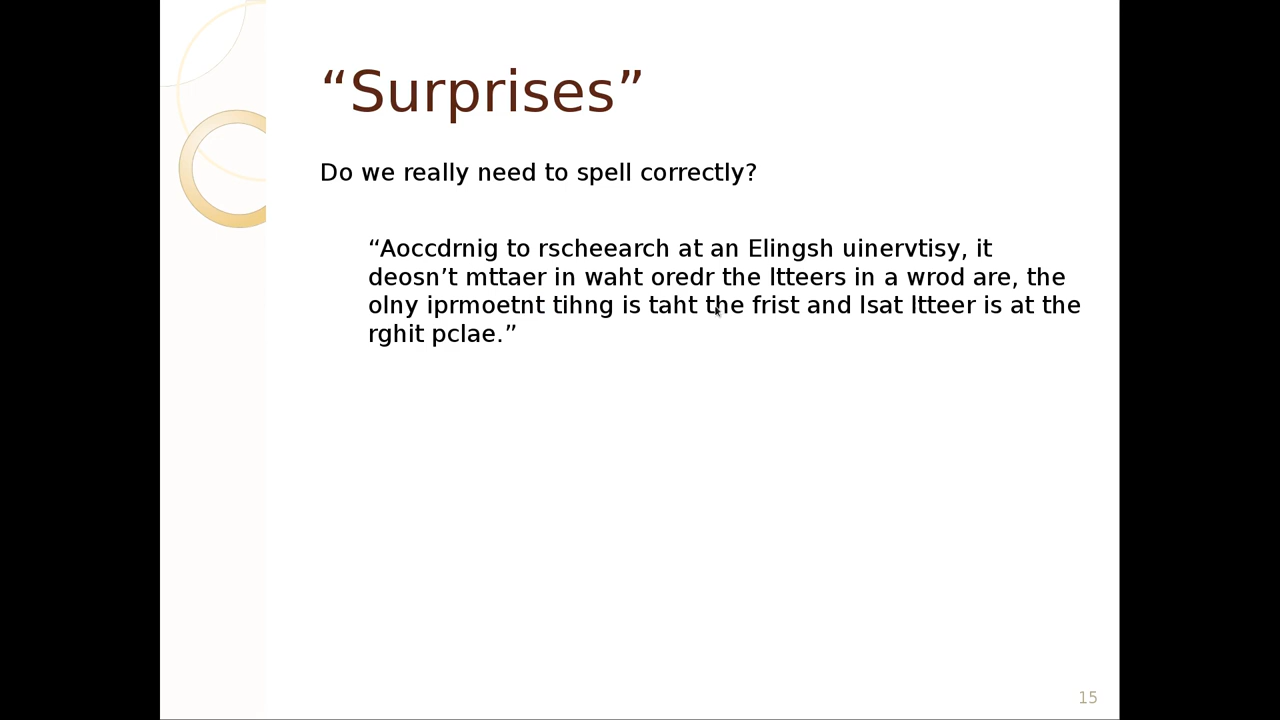 “Surprises”
Do we really need to spell correctly?
“Aoccdrnig to rscheearch at an Elingsh uinervtisy, it
deosn’t mttaer in waht oredr the ltteers in a wrod are, the
olny iprmoetnt tihng is taht the frist and lsat ltteer is at the
rghit pclae.”
15